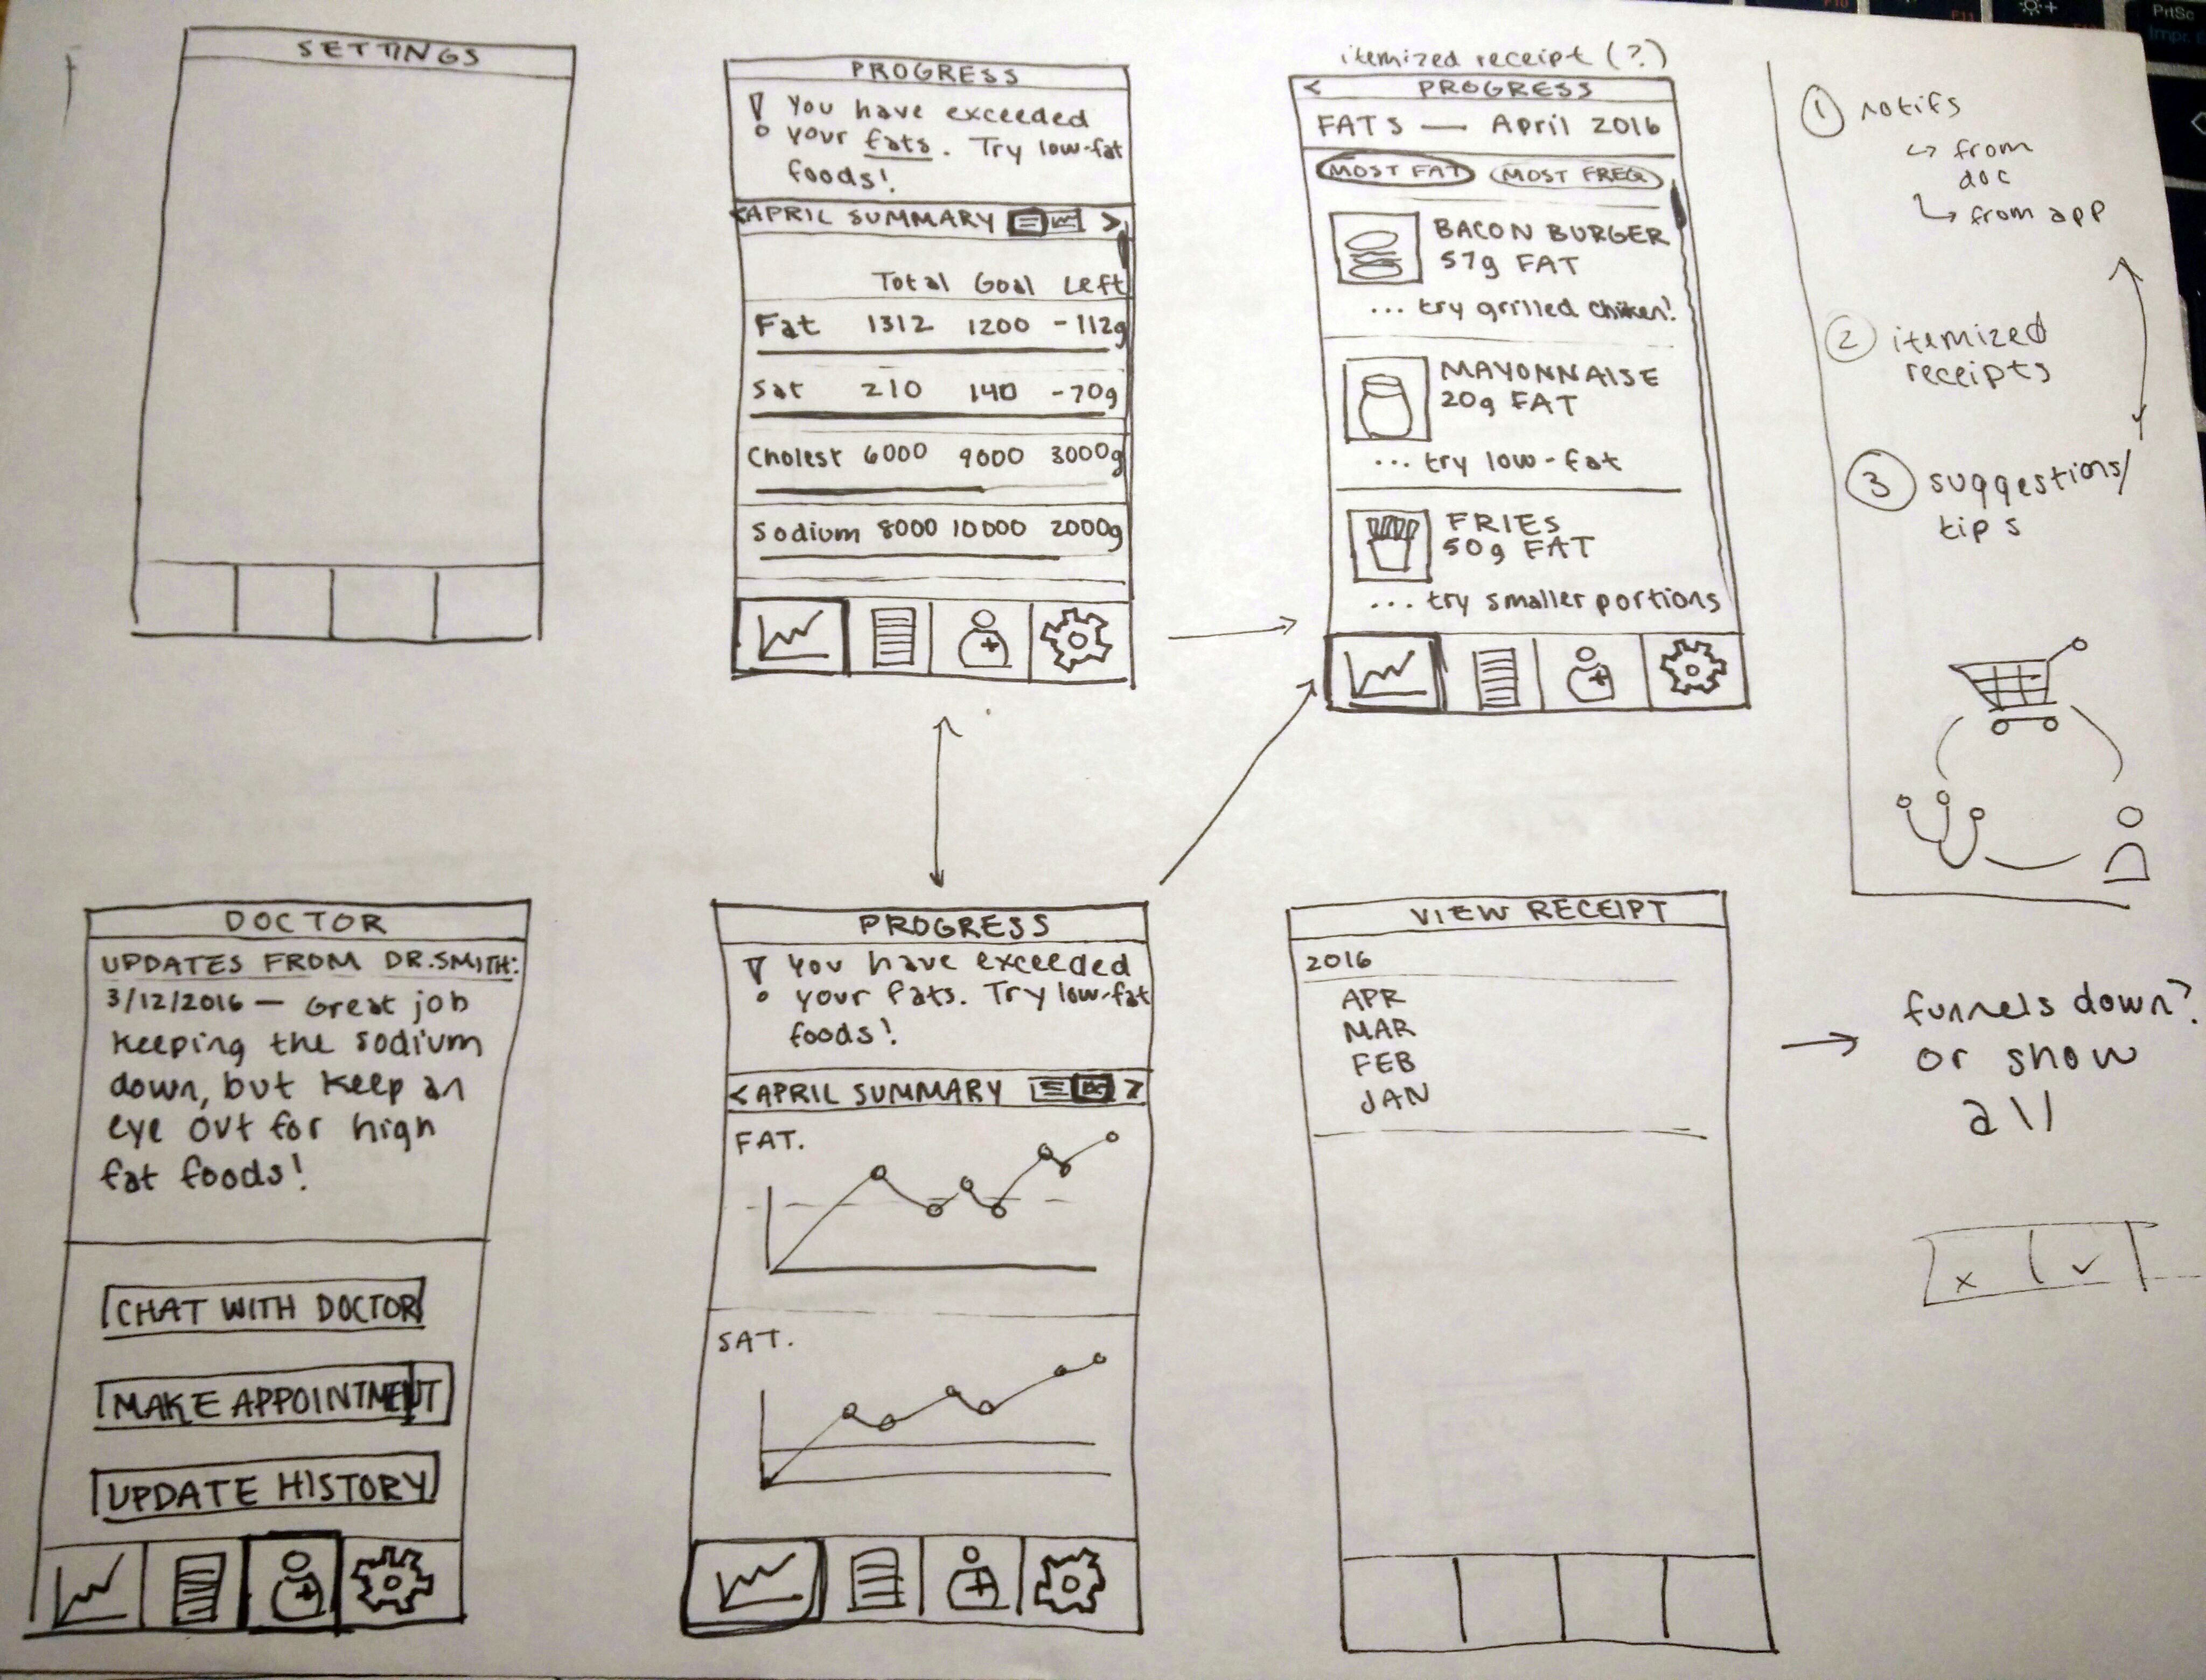 SETTINGS
PROGRESS
! You have exceeded
your fats. Try low-fat
foods!
<APRIL SUMMARY >
Total Goal Left
Fat 1312 1200 -112g
Sat 210 140 -70g
Cholest 6000 9000 3000g
Sodium 8000 10000 2000g
itemized receipt (?)
< PROGRESS
FATS — April 2016
MOST FAT MOST FREQ
BACON BURGER
57g FAT
... try grilled chicken!
MAYONNAISE
20g FAT
... try low-fat
FRIES
50g FAT
... try smaller portions
1 notifs
↪ from
doc
↳ from app
2 itemized
receipts
3 suggestions/
tips
DOCTOR
UPDATES FROM DR.SMITH:
3/12/2016 — Great job
keeping the sodium
down, but keep an
eye out for high
fat foods!
CHAT WITH DOCTOR
MAKE APPOINTMENT
UPDATE HISTORY
PROGRESS
! You have exceeded
your fats. Try low-fat
foods!
<APRIL SUMMARY >
FAT.
SAT.
VIEW RECEIPT
2016
APR
MAR
FEB
JAN
→ funnels down?
or show
all
x ✓